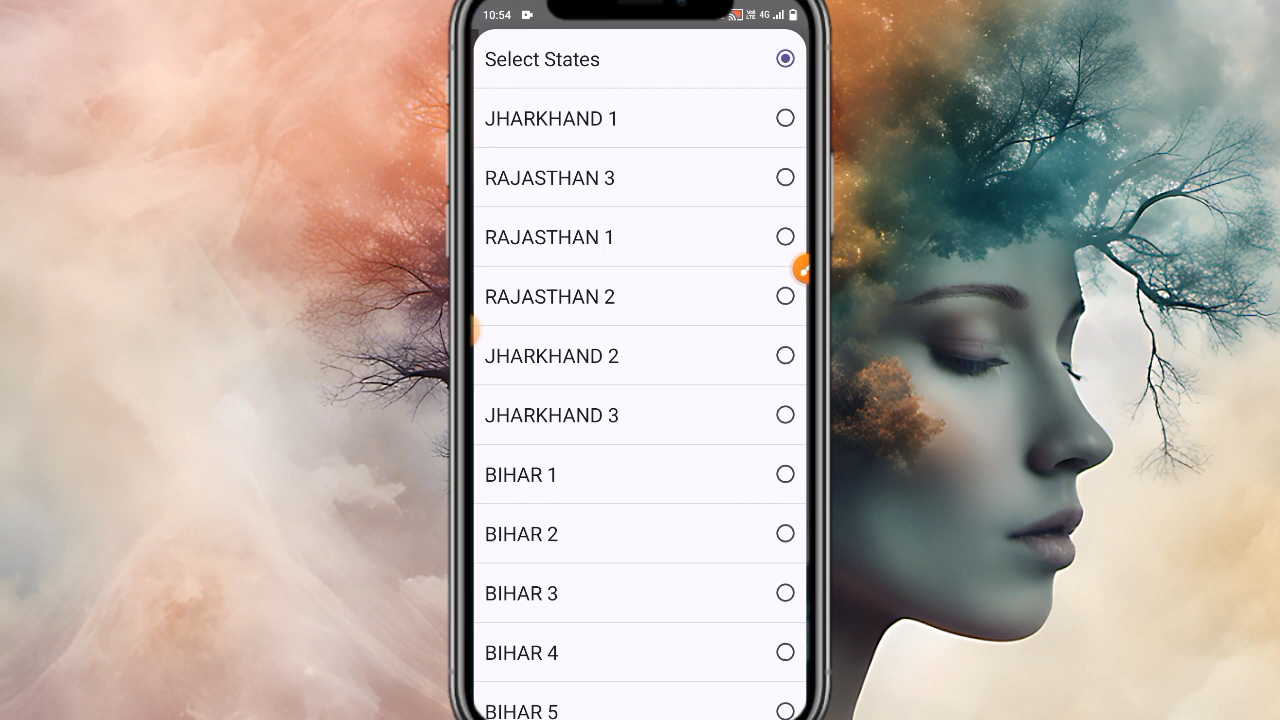 10:54
4G
Select States
JHARKHAND 1
RAJASTHAN 3
RAJASTHAN 1
RAJASTHAN 2
JHARKHAND 2
JHARKHAND 3
BIHAR 1
BIHAR 2
BIHAR 3
BIHAR 4
BIHAR 5